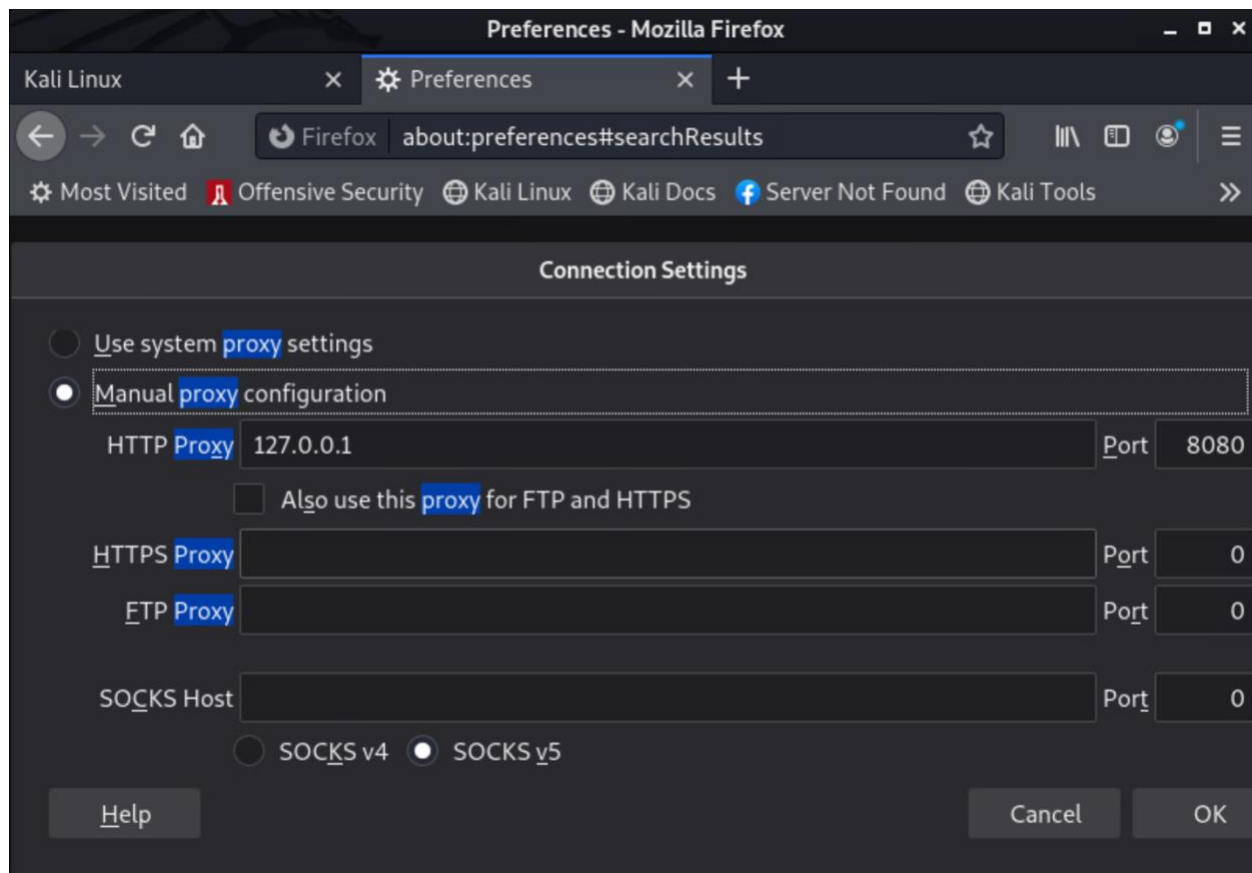 Preferences - Mozilla Firefox
Kali Linux Preferences
Firefox about:preferences#searchResults
Most Visited Offensive Security Kali Linux Kali Docs Server Not Found Kali Tools
Connection Settings
Use system proxy settings
Manual proxy configuration
HTTP Proxy 127.0.0.1 Port 8080
Also use this proxy for FTP and HTTPS
HTTPS Proxy Port 0
FTP Proxy Port 0
SOCKS Host Port 0
SOCKS v4 SOCKS v5
Help Cancel OK